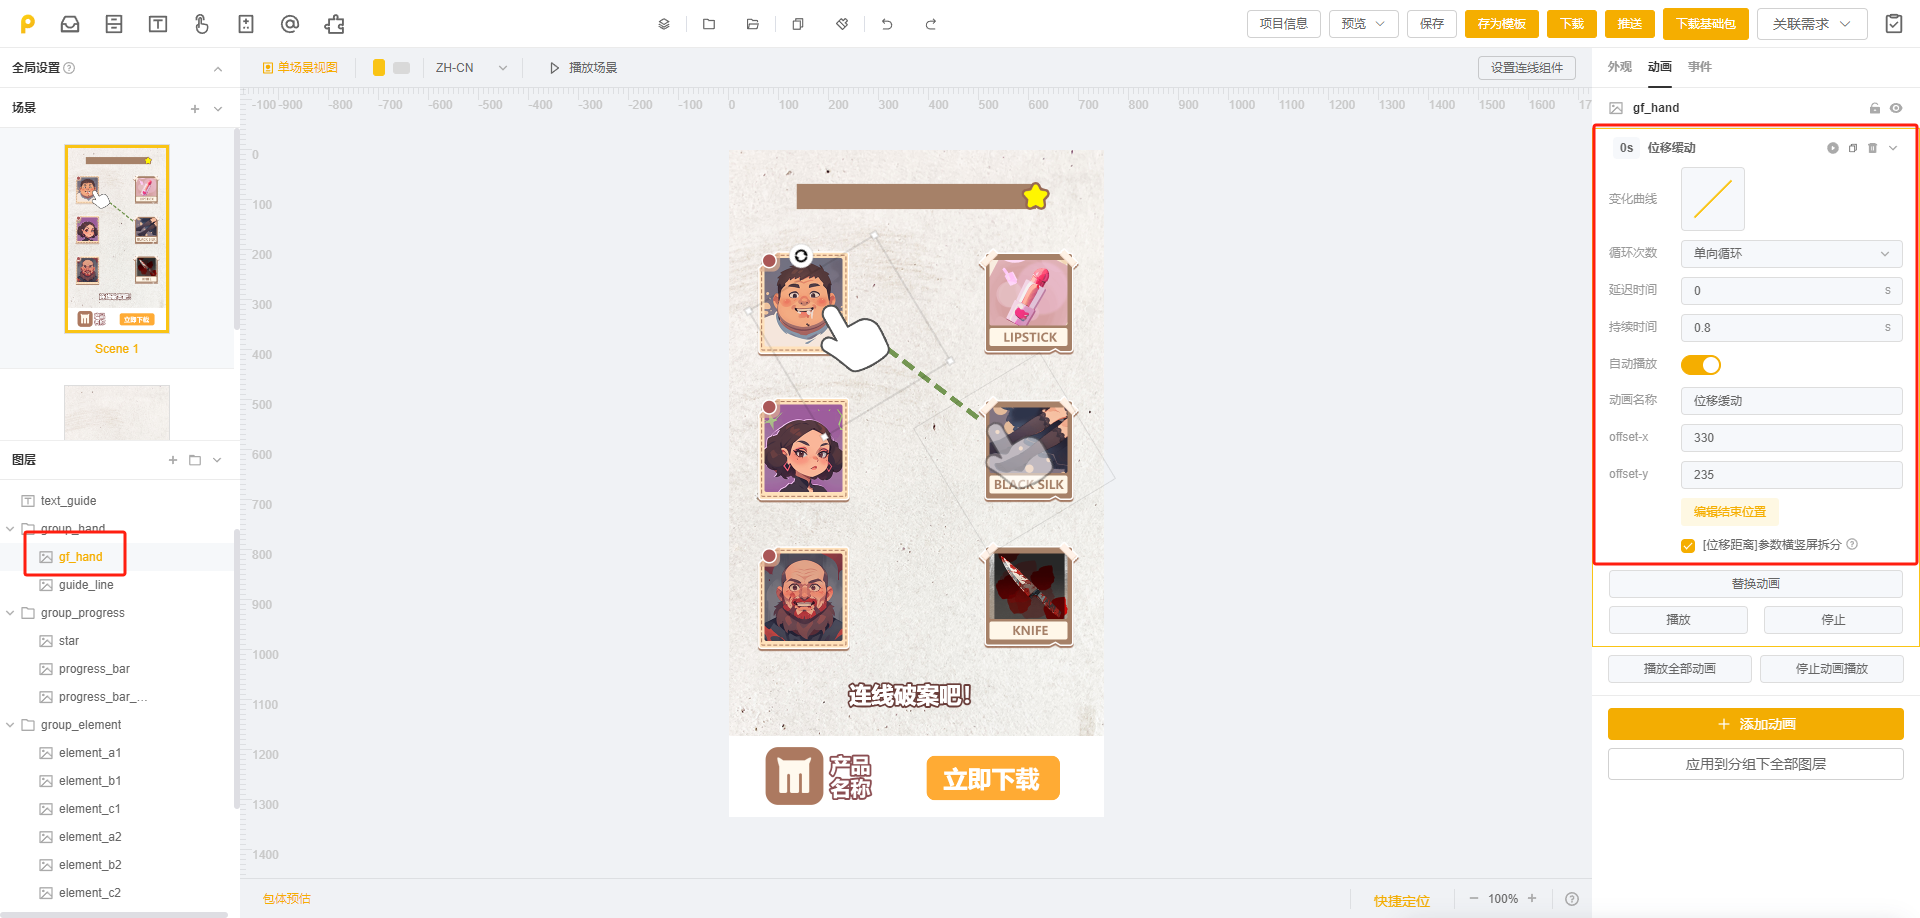 项目信息
预览
保存
存为模板
下载
推送
下载基础包
关联需求
全局设置
单场景视图
ZH-CN
播放场景
设置连线组件
外观
动画
事件
场景
-100 -900 -800 -700 -600 -500 -400 -300 -200 -100 0 100 200 300 400 500 600 700 800 900 1000 1100 1200 1300 1400 1500 1600 17
gf_hand
0s
位移缓动
变化曲线
循环次数
单向循环
延迟时间
0
s
持续时间
0.8
s
自动播放
动画名称
位移缓动
offset-x
330
offset-y
235
编辑结束位置
[位移距离]参数横竖屏拆分
替换动画
播放
停止
播放全部动画
停止动画播放
添加动画
应用到分组下全部图层
Scene 1
立即下载
0
100
200
300
400
500
600
700
800
900
1000
1100
1200
1300
1400
LIPSTICK
BLACK SILK
KNIFE
连线破案吧!
产品
名称
立即下载
图层
text_guide
group_hand
gf_hand
guide_line
group_progress
star
progress_bar
progress_bar_...
group_element
element_a1
element_b1
element_c1
element_a2
element_b2
element_c2
包体预估
快捷定位
100%